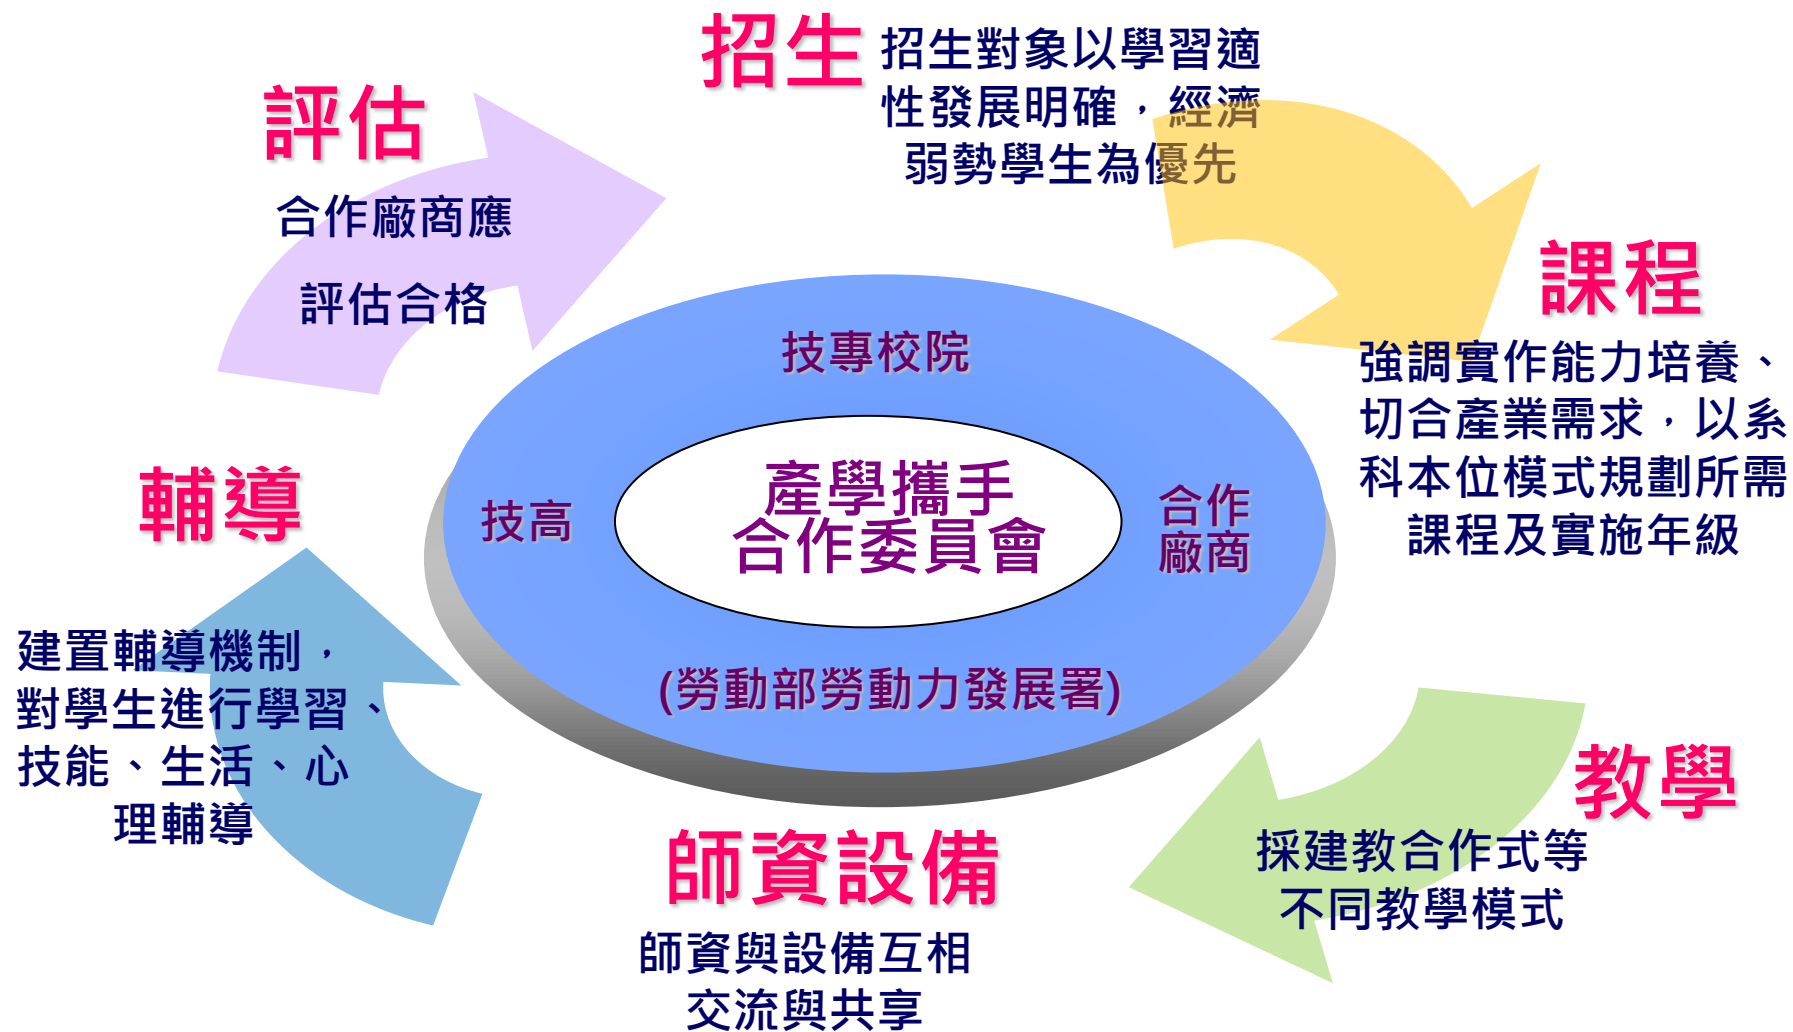 招生
招生對象以學習適
性發展明確，經濟
弱勢學生為優先
課程
強調實作能力培養、
切合產業需求，以系
科本位模式規劃所需
課程及實施年級
教學
採建教合作式等
不同教學模式
師資設備
師資與設備互相
交流與共享
輔導
建置輔導機制，
對學生進行學習、
技能、生活、心
理輔導
評估
合作廠商應
評估合格
技專校院
技高
產學攜手
合作委員會
合作
廠商
(勞動部勞動力發展署)